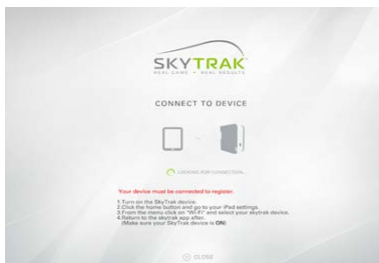 SKYTRAK
REAL GAME • REAL RESULTS
CONNECT TO DEVICE
LOOKING FOR CONNECTION...
Your device must be connected to register.
1.Turn on the SkyTrak device.
2.Click the home button and go to your iPad settings.
3.From the menu click on "Wi-Fi" and select your skytrak device.
4.Return to the skytrak app after.
(Make sure your SkyTrak device is ON)
CLOSE